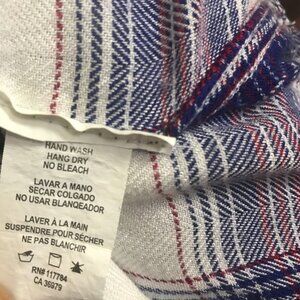 HAND WASH
HANG DRY
NO BLEACH
LAVAR A MANO
SECAR COLGADO
NO USAR BLANQEADOR
LAVER À LA MAIN
SUSPENDRE POUR SÉCHER
NE PAS BLANCHIR
RN# 117784
CA 36979